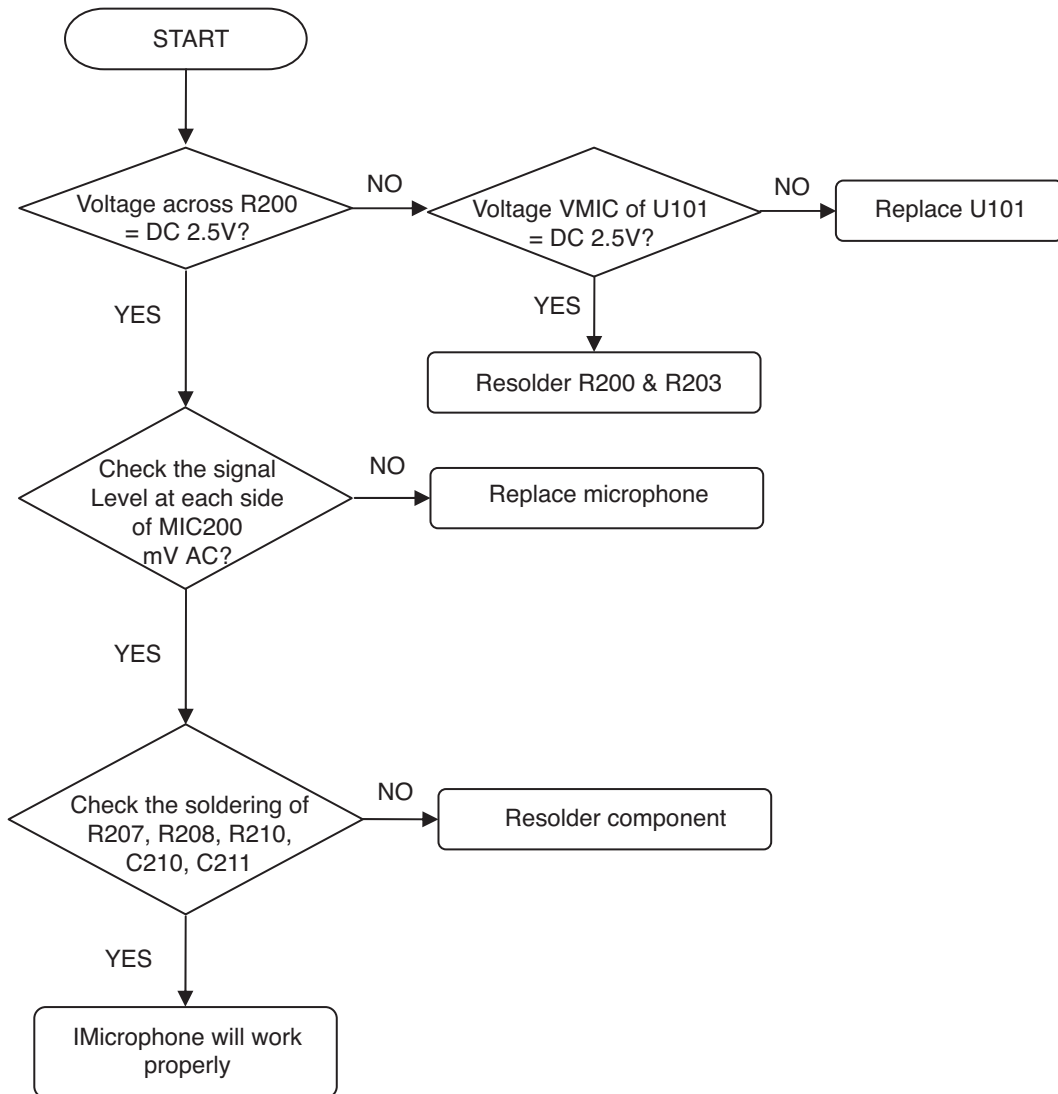 START
Voltage across R200
= DC 2.5V?
NO
Voltage VMIC of U101
= DC 2.5V?
NO
Replace U101
YES
YES
Resolder R200 & R203
Check the signal
Level at each side
of MIC200
mV AC?
NO
Replace microphone
YES
Check the soldering of
R207, R208, R210,
C210, C211
NO
Resolder component
YES
IMicrophone will work
properly